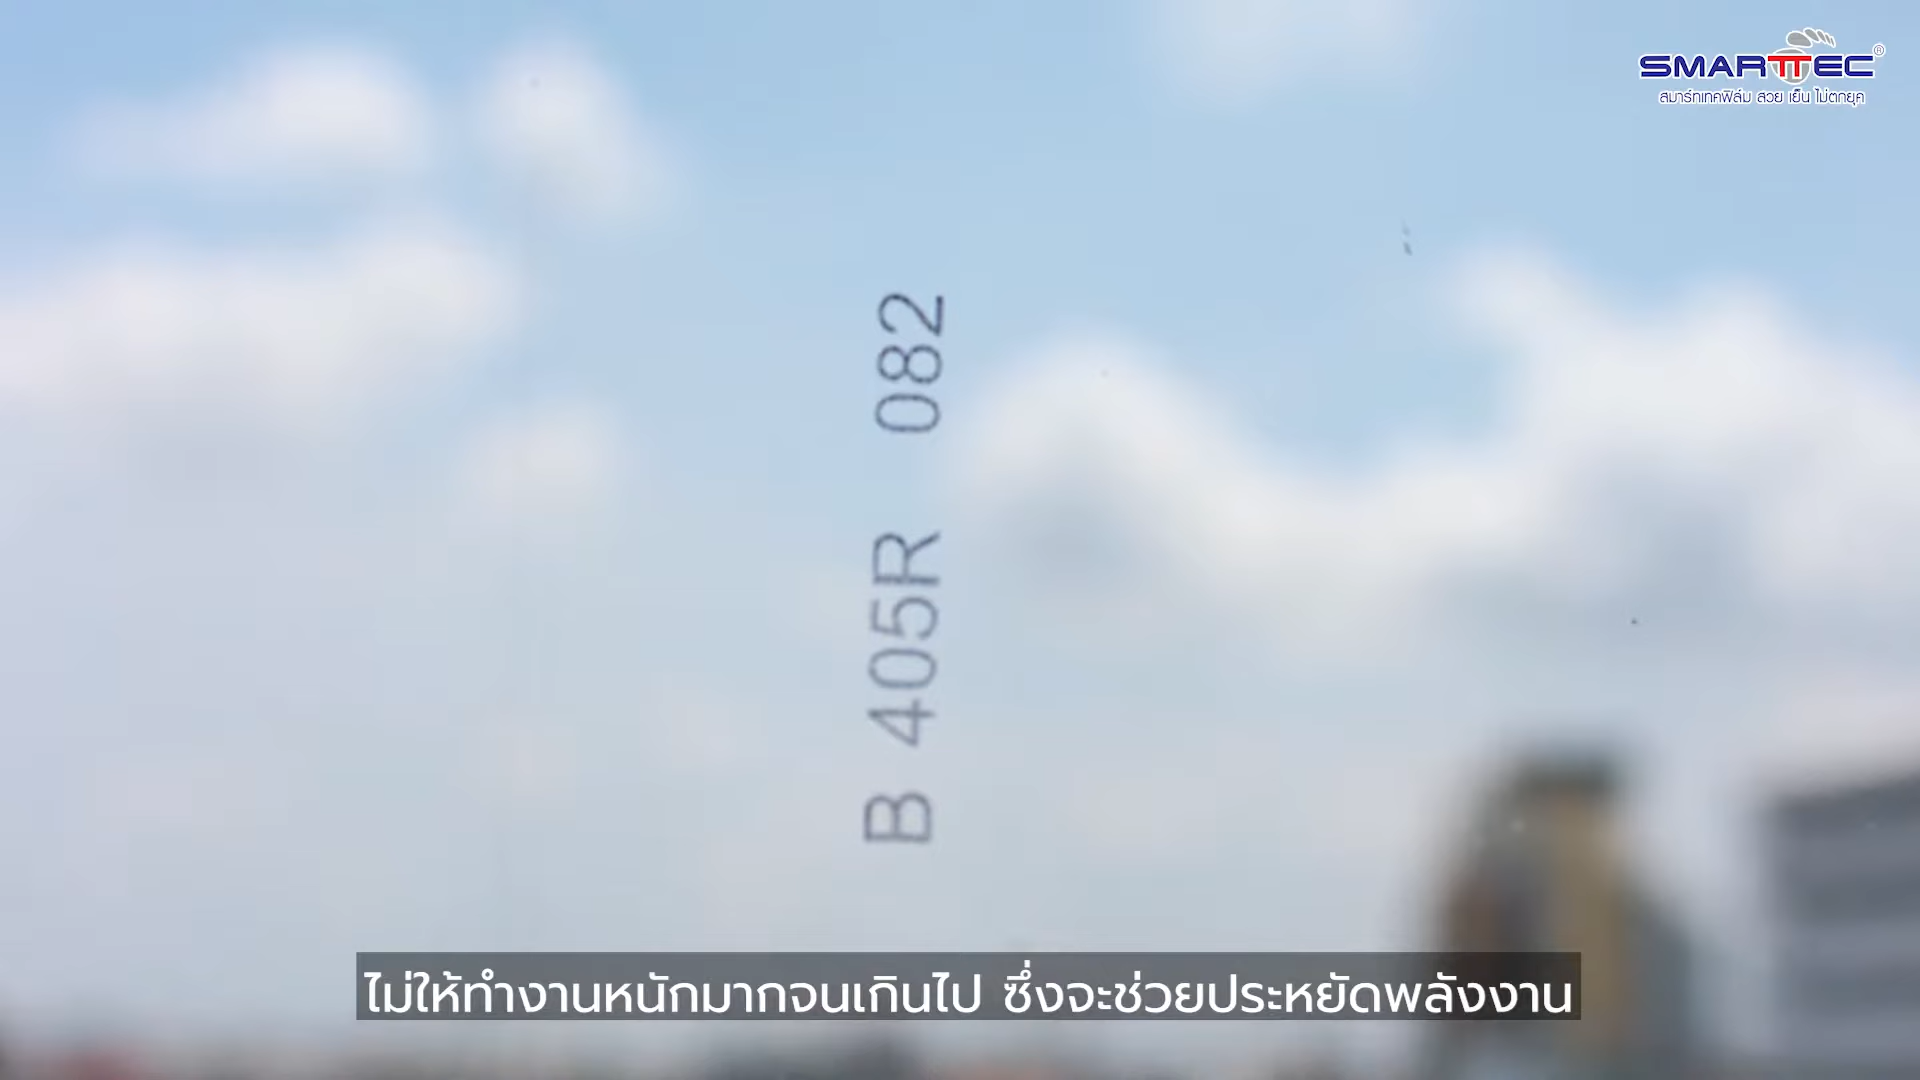 SMARTTEC®
สมาร์ทเทคฟิล์ม สวย เย็น ไม่ตกยุค
B 405R 082
ไม่ให้ทำงานหนักมากจนเกินไป ซึ่งจะช่วยประหยัดพลังงาน